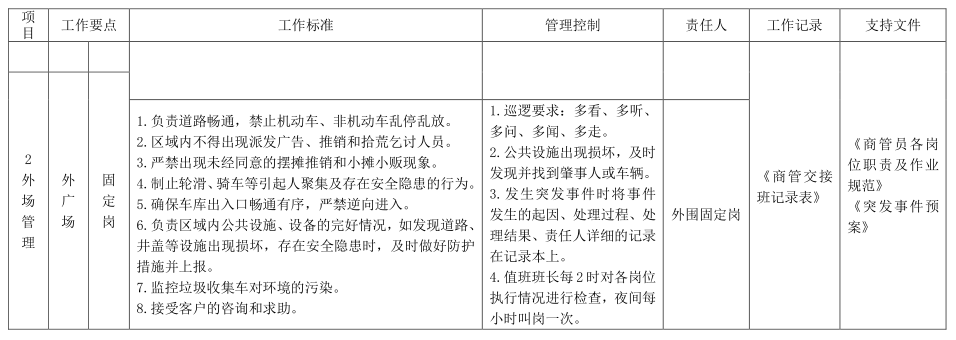 项目 工作要点 工作标准 管理控制 责任人 工作记录 支持文件
2
外场管理
外广场
固定岗
1.负责道路畅通，禁止机动车、非机动车乱停乱放。
2.区域内不得出现派发广告、推销和拾荒乞讨人员。
3.严禁出现未经同意的摆摊推销和小摊小贩现象。
4.制止轮滑、骑车等引起人聚集及存在安全隐患的行为。
5.确保车库出入口畅通有序，严禁逆向进入。
6.负责区域内公共设施、设备的完好情况，如发现道路、
井盖等设施出现损坏，存在安全隐患时，及时做好防护
措施并上报。
7.监控垃圾收集车对环境的污染。
8.接受客户的咨询和求助。
1.巡逻要求：多看、多听、
多问、多闻、多走。
2.公共设施出现损坏，及时
发现并找到肇事人或车辆。
3.发生突发事件时将事件
发生的起因、处理过程、处
理结果、责任人详细的记录
在记录本上。
4.值班班长每2时对各岗位
执行情况进行检查，夜间每
小时叫岗一次。
外围固定岗
《商管交接
班记录表》
《商管员各岗
位职责及作业
规范》
《突发事件预
案》